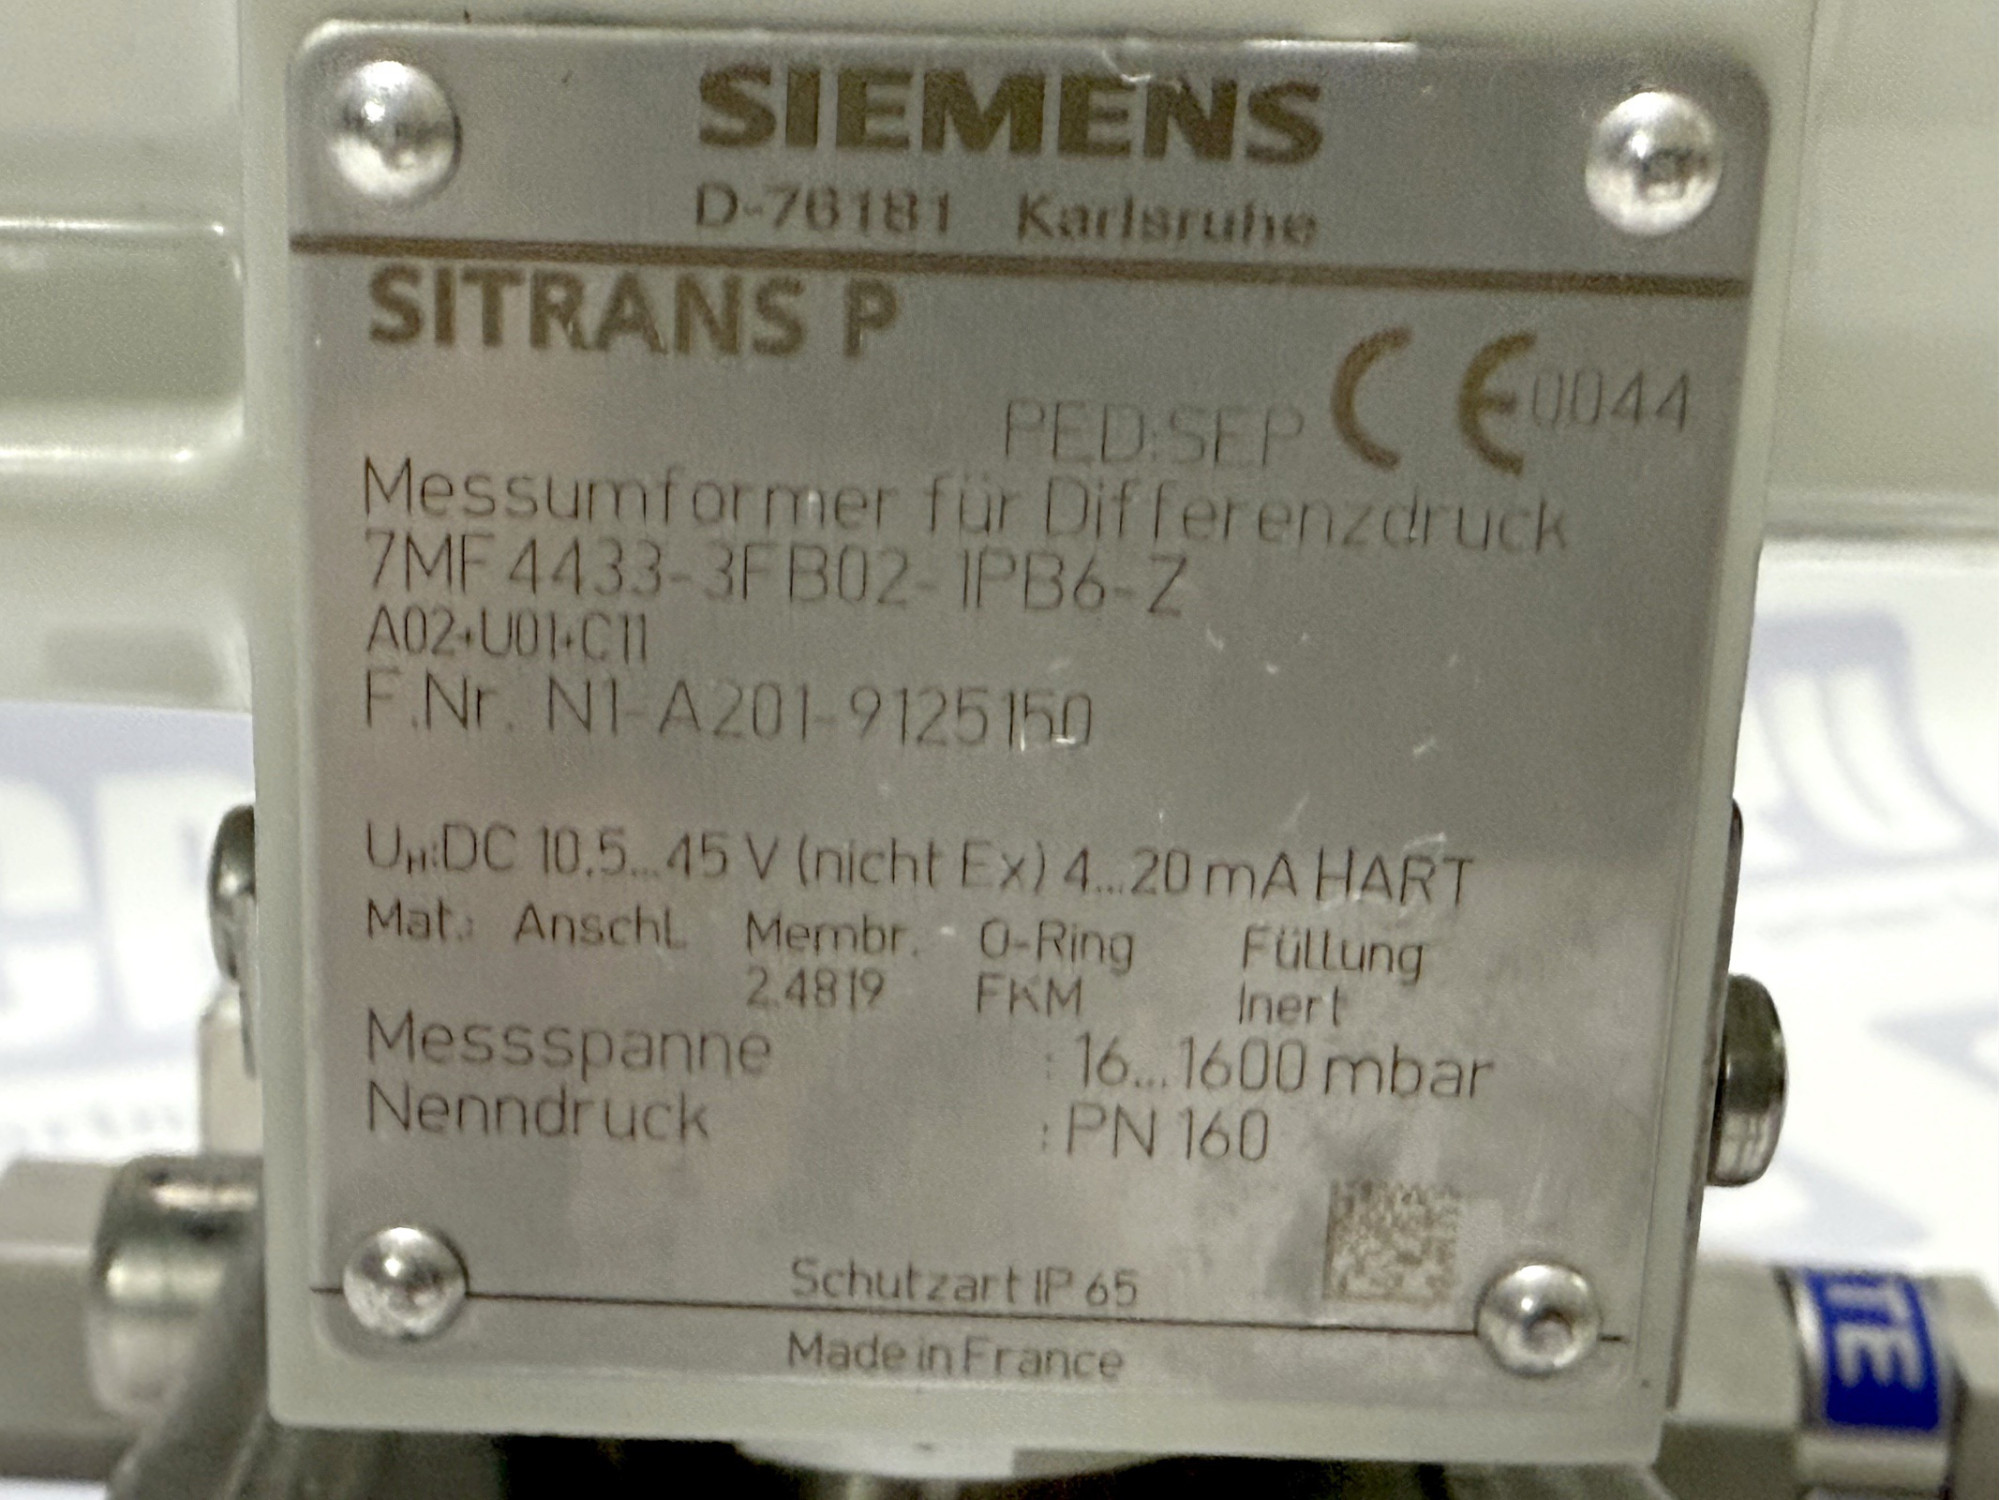 SIEMENS
D-76181 Karlsruhe
SITRANS P
PED:SEP CE 0044
Messumformer für Differenzdruck
7MF4433-3FB02-1PB6-Z
A02+U01+C11
F.Nr. N1-A201-9125150
UH:DC 10,5...45 V (nicht Ex) 4...20 mA HART
Mat.: Anschl. Membr. O-Ring Füllung
2.4819 FKM Inert
Messspanne : 16...1600 mbar
Nenndruck : PN 160
Schutzart IP 65
Made in France